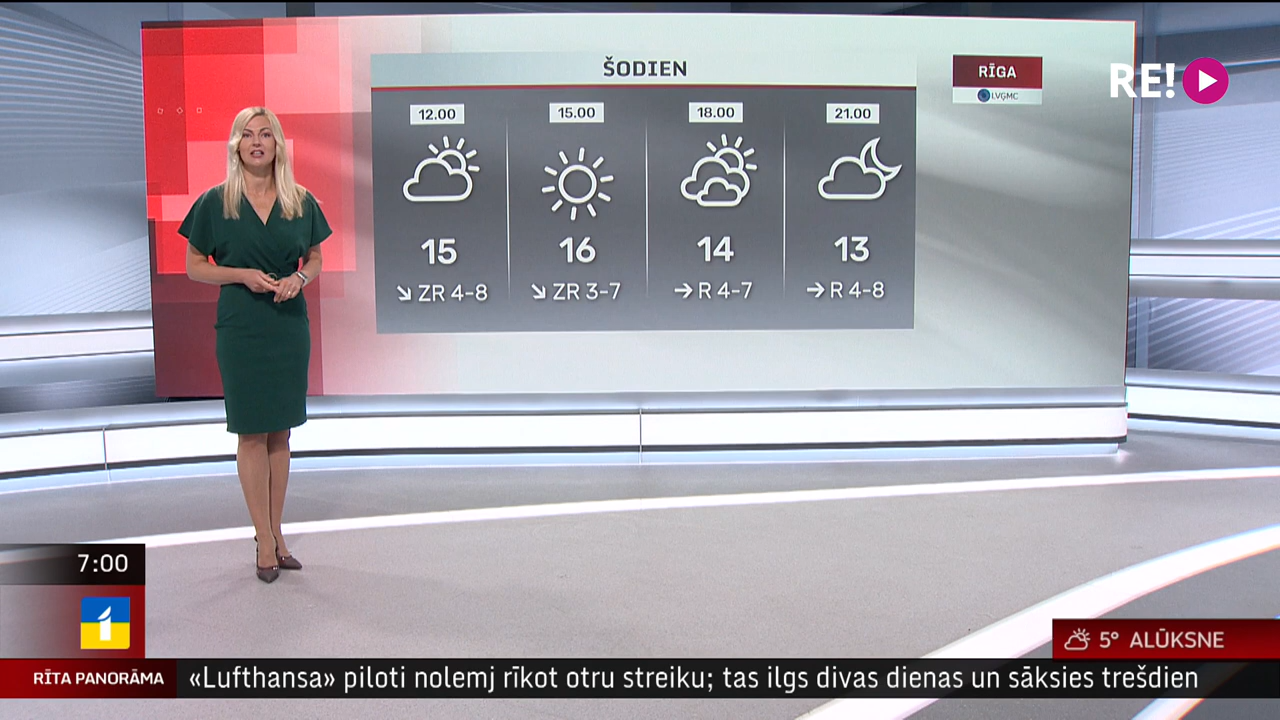 ŠODIEN
RĪGA
LVĢMC
RE!
12.00 15.00 18.00 21.00
15 16 14 13
↘ ZR 4-8 ↘ ZR 3-7 → R 4-7 → R 4-8
7:00
1
5° ALŪKSNE
RĪTA PANORĀMA «Lufthansa» piloti nolemj rīkot otru streiku; tas ilgs divas dienas un sāksies trešdien